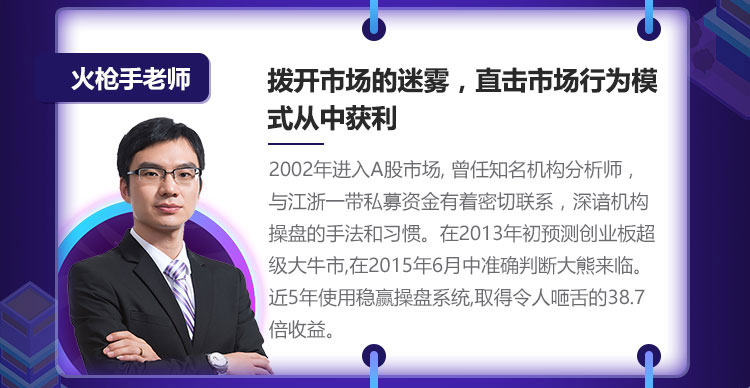 火枪手老师
拨开市场的迷雾，直击市场行为模
式从中获利
2002年进入A股市场, 曾任知名机构分析师，
与江浙一带私募资金有着密切联系，深谙机构
操盘的手法和习惯。在2013年初预测创业板超
级大牛市,在2015年6月中准确判断大熊来临。
近5年使用稳赢操盘系统,取得令人咂舌的38.7
倍收益。